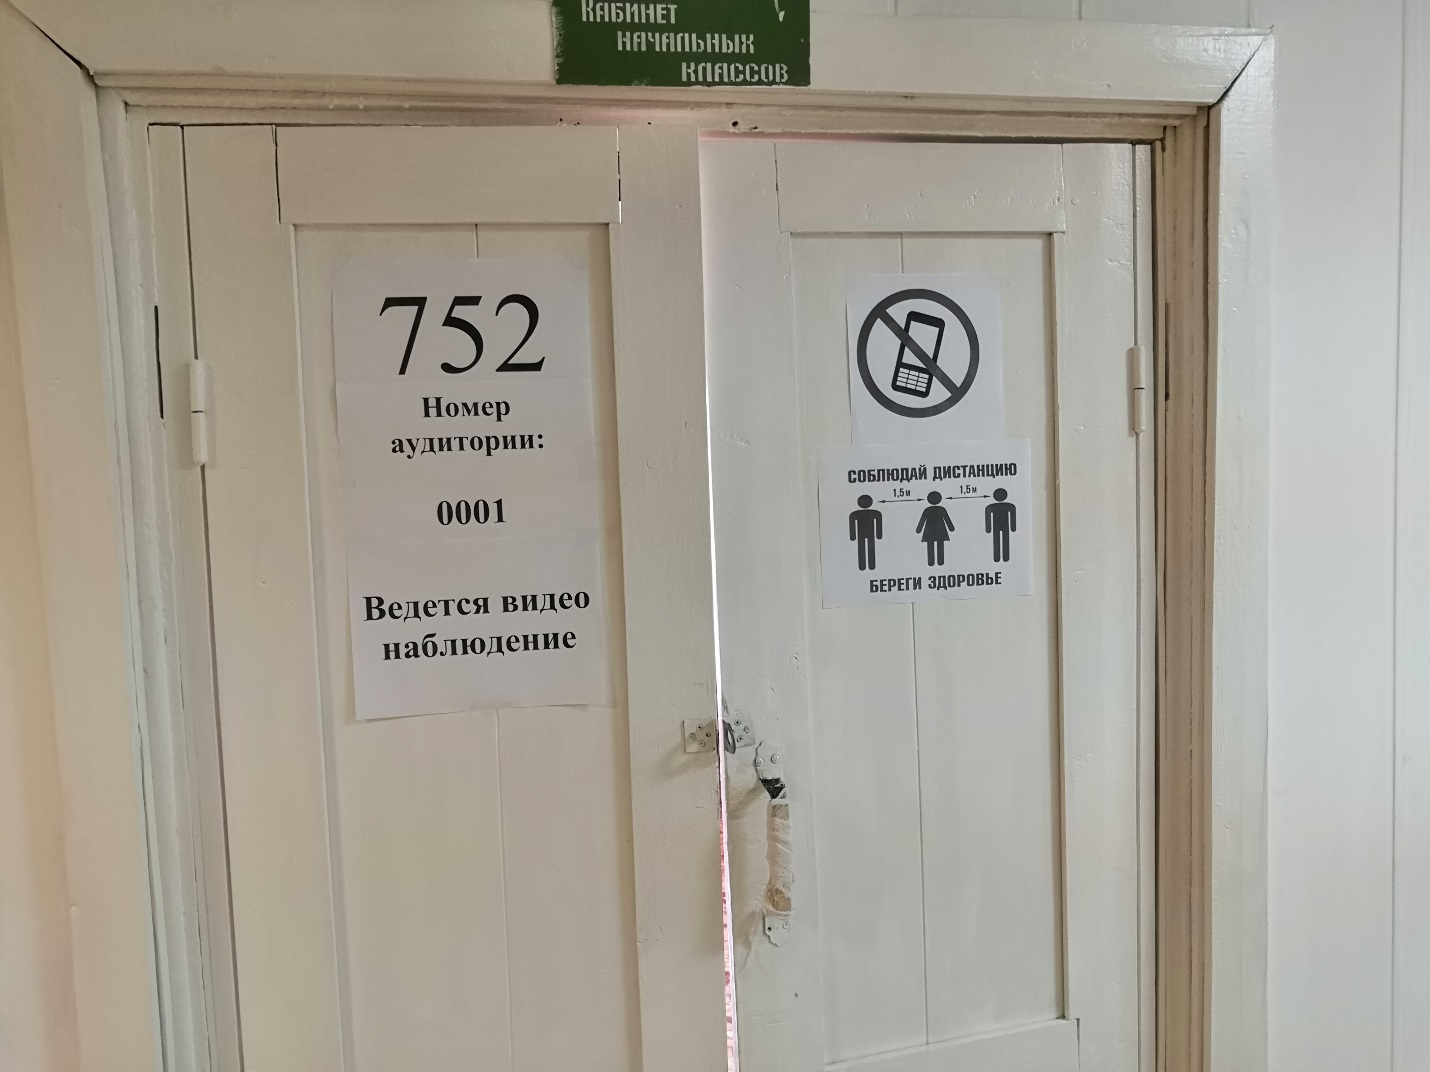 КАБИНЕТ
НАЧАЛЬНЫХ
КЛАССОВ
752
Номер
аудитории:
0001
Ведется видео
наблюдение
СОБЛЮДАЙ ДИСТАНЦИЮ
1,5м 1,5м
БЕРЕГИ ЗДОРОВЬЕ